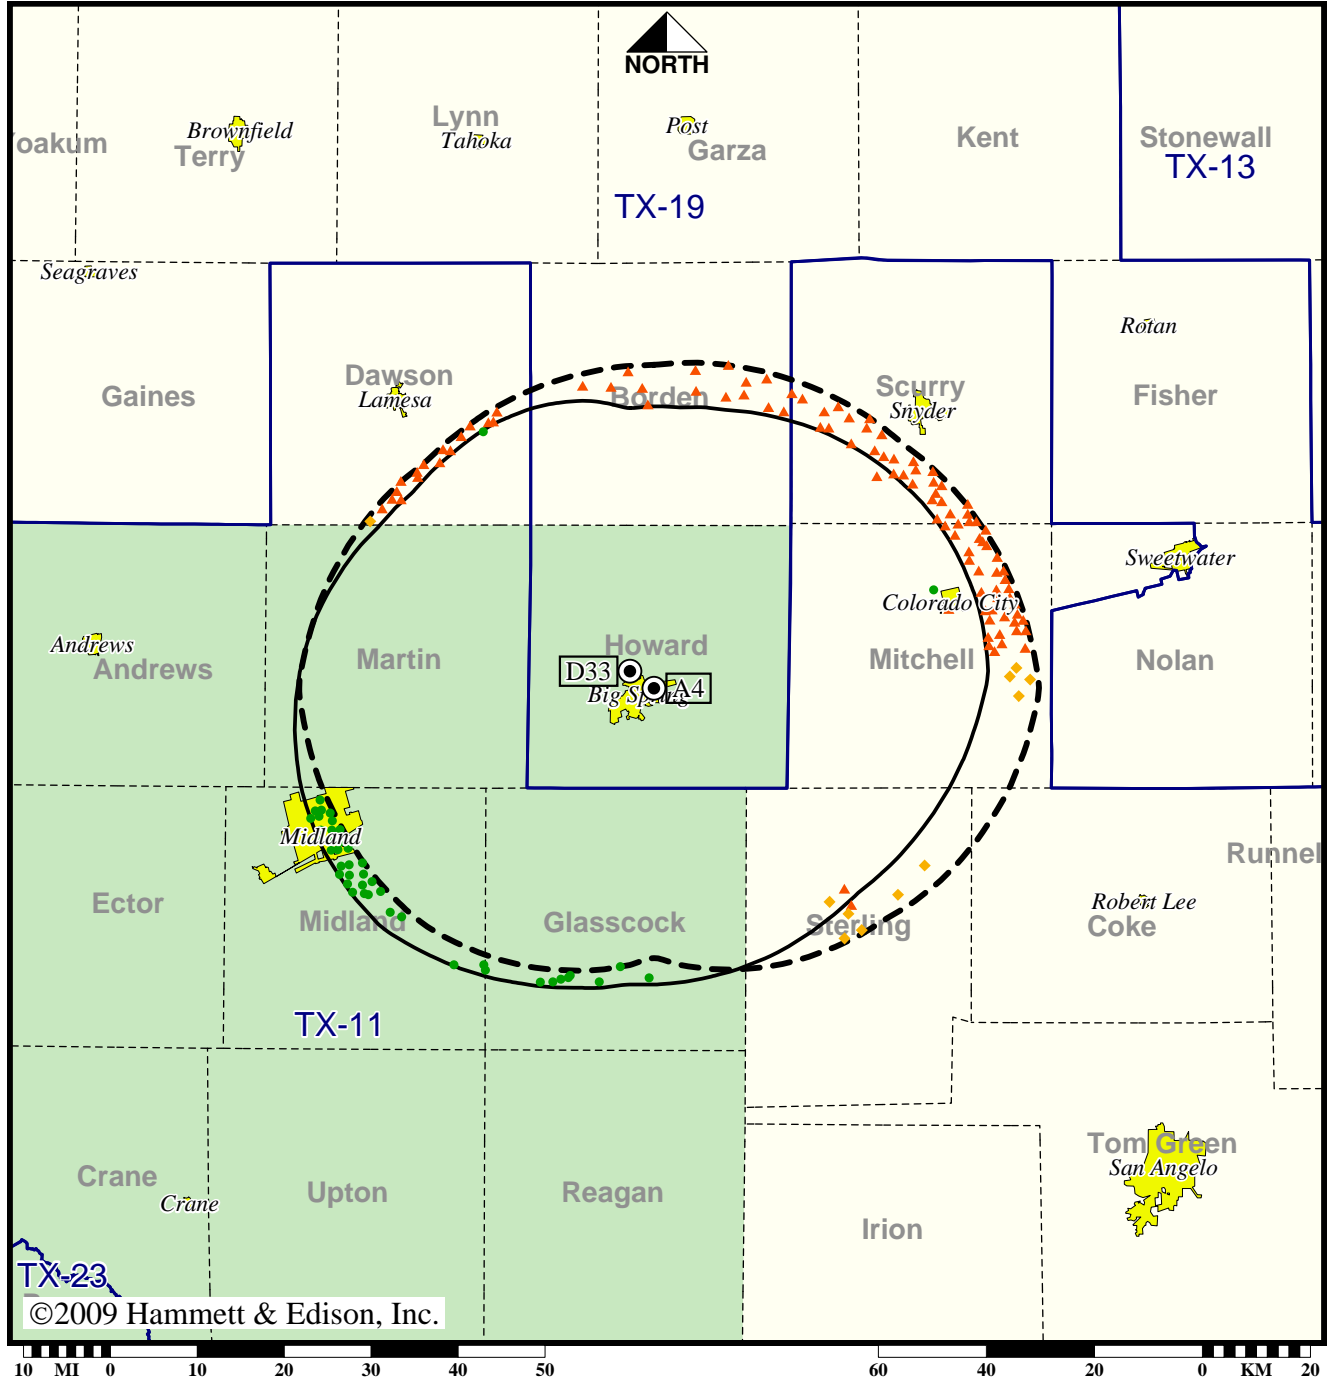 NORTH
Lynn
Brownfield
Post
Tahoka
Kent
Stonewall
oakum
Terry
Garza
TX-13
TX-19
Seagraves
Rotan
Dawson
Scurry
Gaines
Lamesa
Borden
Snyder
Fisher
Sweetwater
Colorado City
Andrews
Howard
Andrews
Martin
Mitchell
Nolan
D33
A4
Big Spring
Midland
Runnel
Ector
Midland
Glasscock
Sterling
Robert Lee
Coke
TX-11
Tom Green
San Angelo
Crane
Crane
Upton
Reagan
Irion
TX-23
©2009 Hammett & Edison, Inc.
10 MI 0 10 20 30 40 50 60 40 20 0 KM 20